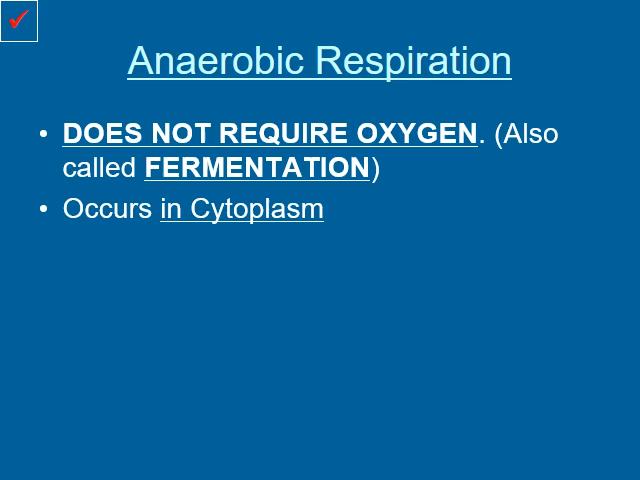 Anaerobic Respiration
• DOES NOT REQUIRE OXYGEN. (Also
called FERMENTATION)
• Occurs in Cytoplasm